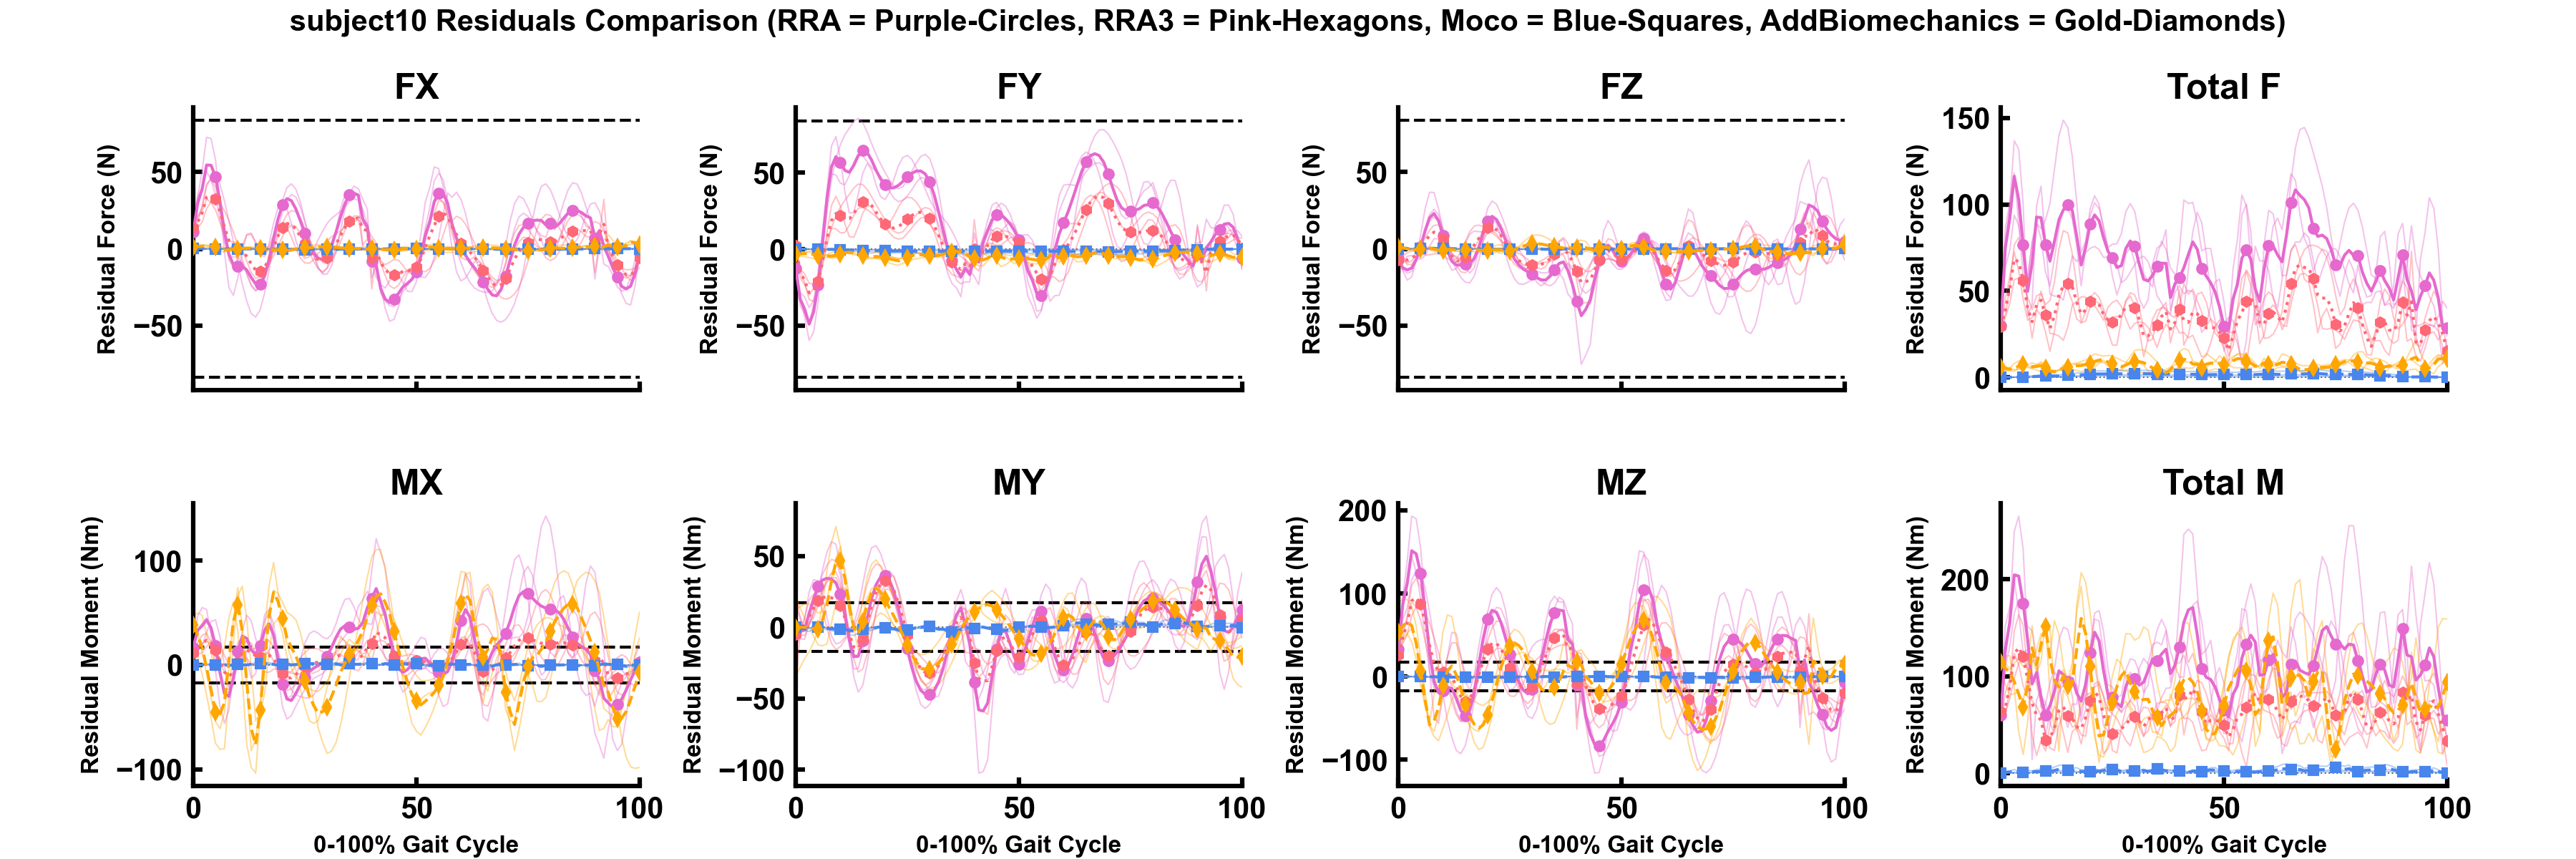 subject10 Residuals Comparison (RRA = Purple-Circles, RRA3 = Pink-Hexagons, Moco = Blue-Squares, AddBiomechanics = Gold-Diamonds)
FX
FY
FZ
Total F
Residual Force (N)
50
0
−50
Residual Force (N)
50
0
−50
Residual Force (N)
50
0
−50
Residual Force (N)
150
100
50
0
MX
MY
MZ
Total M
Residual Moment (Nm)
100
0
−100
0 50 100
0-100% Gait Cycle
Residual Moment (Nm)
50
0
−50
−100
0 50 100
0-100% Gait Cycle
Residual Moment (Nm)
200
100
0
−100
0 50 100
0-100% Gait Cycle
Residual Moment (Nm)
200
100
0
0 50 100
0-100% Gait Cycle